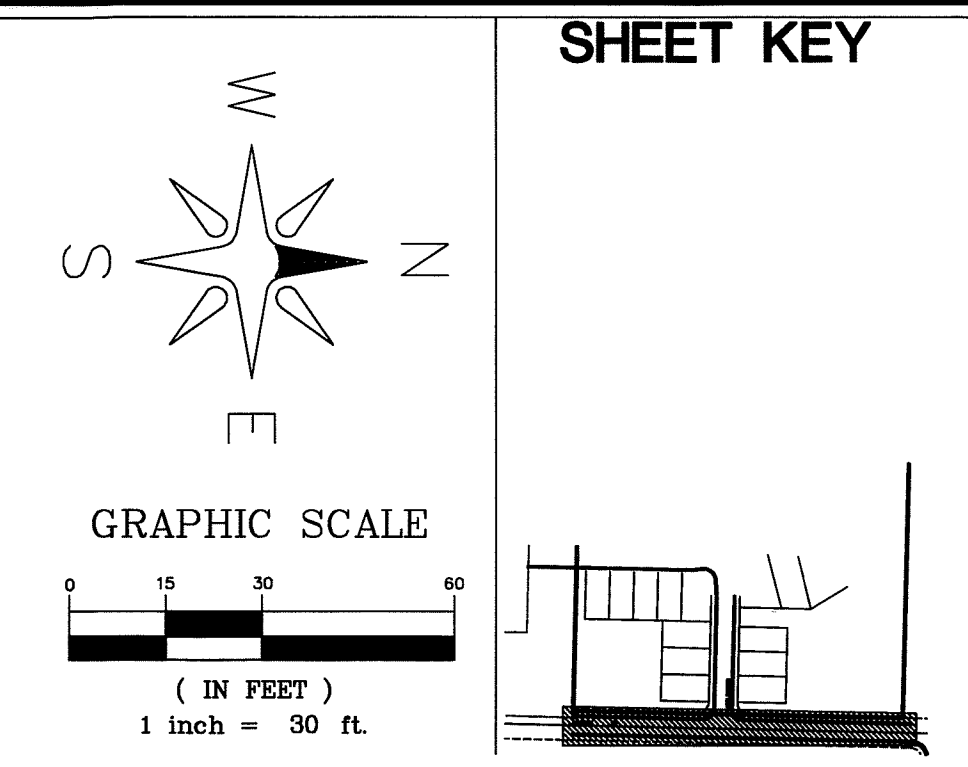 SHEET KEY
W
S
N
E
GRAPHIC SCALE
0 15 30 60
( IN FEET )
1 inch = 30 ft.